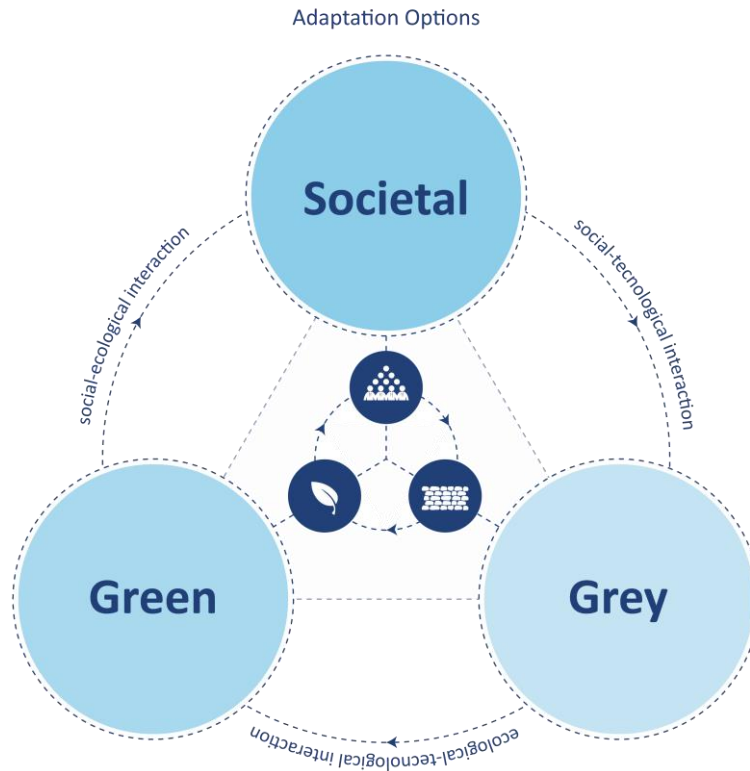 Adaptation Options
Societal
social-ecological interaction
social-tecnological interaction
Green
Grey
ecological-tecnological interaction